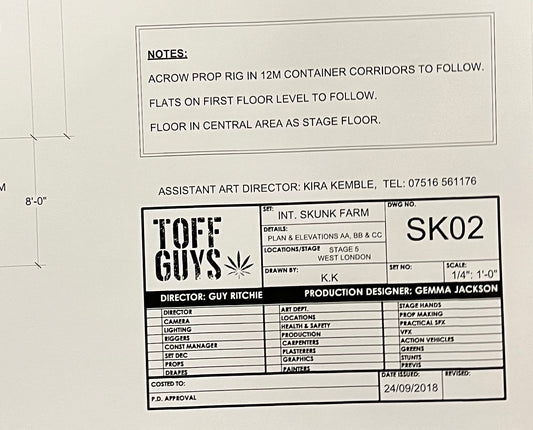 NOTES:
ACROW PROP RIG IN 12M CONTAINER CORRIDORS TO FOLLOW.
FLATS ON FIRST FLOOR LEVEL TO FOLLOW.
FLOOR IN CENTRAL AREA AS STAGE FLOOR.
M
8'-0"
ASSISTANT ART DIRECTOR: KIRA KEMBLE, TEL: 07516 561176
TOFF
GUYS
SET:
INT. SKUNK FARM
DETAILS:
PLAN & ELEVATIONS AA, BB & CC
LOCATIONS/STAGE STAGE 5
WEST LONDON
DRAWN BY:
K.K
DWG NO.
SK02
SET NO:
SCALE:
1/4": 1'-0"
DIRECTOR: GUY RITCHIE PRODUCTION DESIGNER: GEMMA JACKSON
DIRECTOR
CAMERA
LIGHTING
RIGGERS
CONST MANAGER
SET DEC
PROPS
DRAPES
ART DEPT.
LOCATIONS
HEALTH & SAFETY
PRODUCTION
CARPENTERS
PLASTERERS
GRAPHICS
PAINTERS
STAGE HANDS
PROP MAKING
PRACTICAL SFX
VFX
ACTION VEHICLES
GREENS
STUNTS
PREVIS
COSTED TO:
P.D. APPROVAL
DATE ISSUED:
24/09/2018
REVISED: